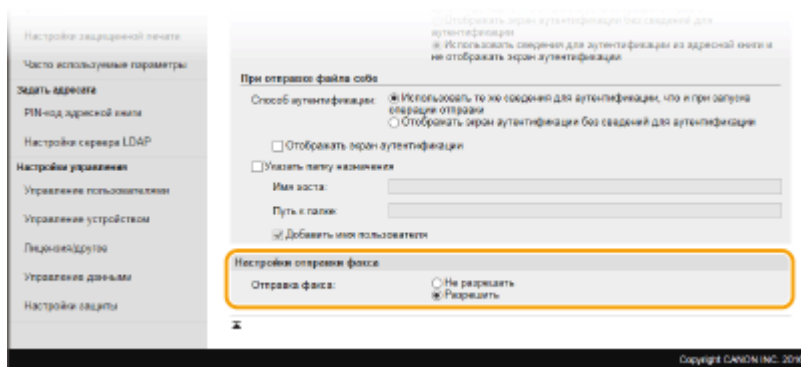 Настройки защищенной печати
Часто используемые параметры
Задать адресата
PIN-код адресной книги
Настройки сервера LDAP
Настройки управления
Управление пользователями
Управление устройством
Лицензия/другое
Управление данными
Настройки защиты
Отображать экран аутентификации без сведений для
аутентификации
Использовать сведения для аутентификации из адресной книги и
не отображать экран аутентификации
При отправке файла себе
Способ аутентификации:
Использовать те же сведения для аутентификации, что и при запуске
операции отправки
Отображать экран аутентификации без сведений для аутентификации
Отображать экран аутентификации
Указать папку назначения
Имя хоста:
Путь к папке:
Добавить имя пользователя
Настройки отправки факса
Отправка факса:
Не разрешить
Разрешить
Copyright CANON INC. 2016